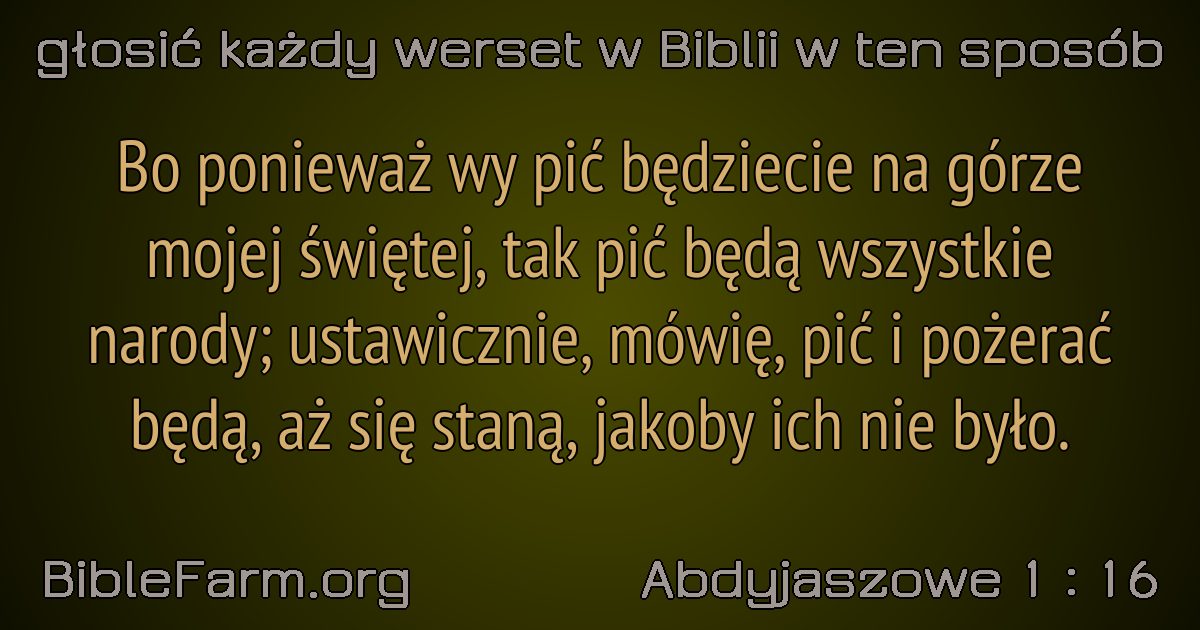 głosić każdy werset w Biblii w ten sposób
Bo ponieważ wy pić będziecie na górze
mojej świętej, tak pić będą wszystkie
narody; ustawicznie, mówię, pić i pożerać
będą, aż się staną, jakoby ich nie było.
BibleFarm.org
Abdyjaszowe 1 : 16